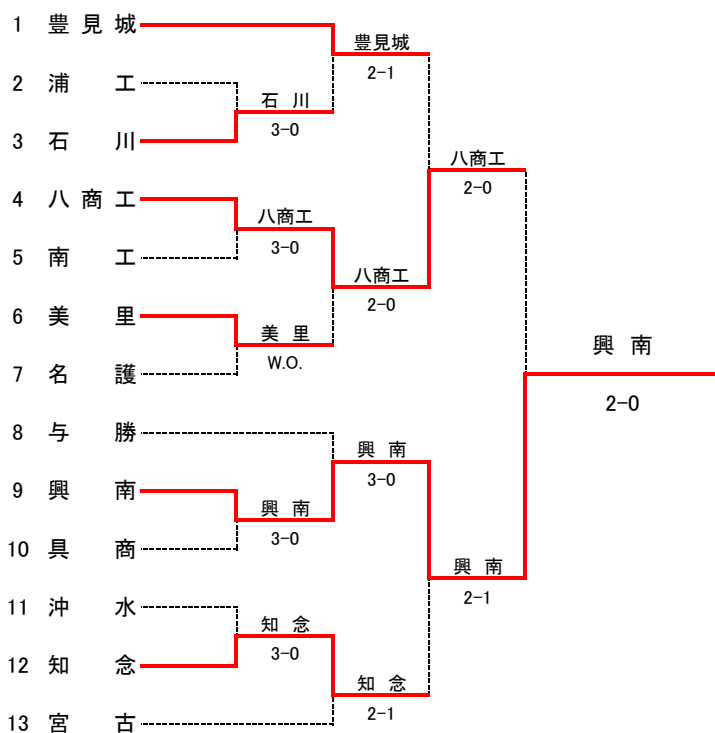 1 豊見城
2 浦工
3 石川
4 八商工
5 南工
6 美里
7 名護
8 与勝
9 興南
10 具商
11 沖水
12 知念
13 宮古
石川
3-0
八商工
3-0
美里
W.O.
興南
3-0
知念
3-0
豊見城
2-1
八商工
2-0
興南
3-0
知念
2-1
八商工
2-0
興南
2-1
興南
2-0